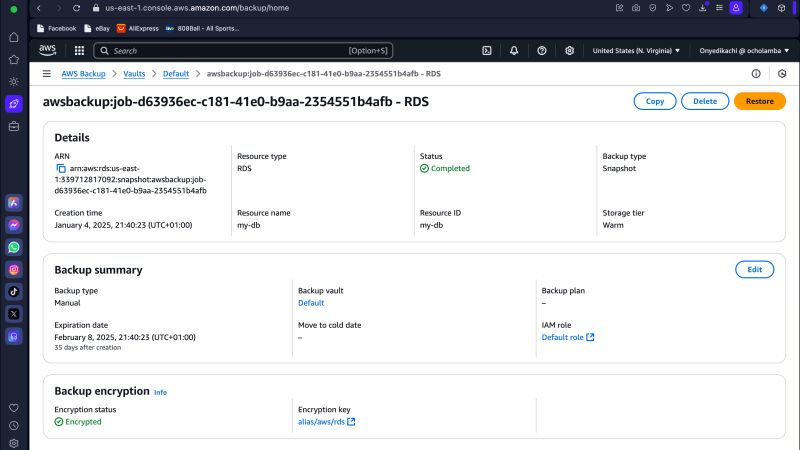 us-east-1.console.aws.amazon.com/backup/home
Facebook eBay AliExpress 808Ball - All Sports...
aws Search [Option+S] United States (N. Virginia) Onyedikachi @ ocholamba
AWS Backup Vaults Default awsbackup:job-d63936ec-c181-41e0-b9aa-2354551b4afb - RDS
awsbackup:job-d63936ec-c181-41e0-b9aa-2354551b4afb - RDS Copy Delete Restore
Details
ARN Resource type Status Backup type
arn:aws:rds:us-east- RDS Completed Snapshot
1:339712817092:snapshot:awsbackup:job-
d63936ec-c181-41e0-b9aa-2354551b4afb
Creation time Resource name Resource ID Storage tier
January 4, 2025, 21:40:23 (UTC+01:00) my-db my-db Warm
Backup summary Edit
Backup type Backup vault Backup plan
Manual Default –
Expiration date Move to cold date IAM role
February 8, 2025, 21:40:23 (UTC+01:00) – Default role
35 days after creation
Backup encryption Info
Encryption status Encryption key
Encrypted alias/aws/rds